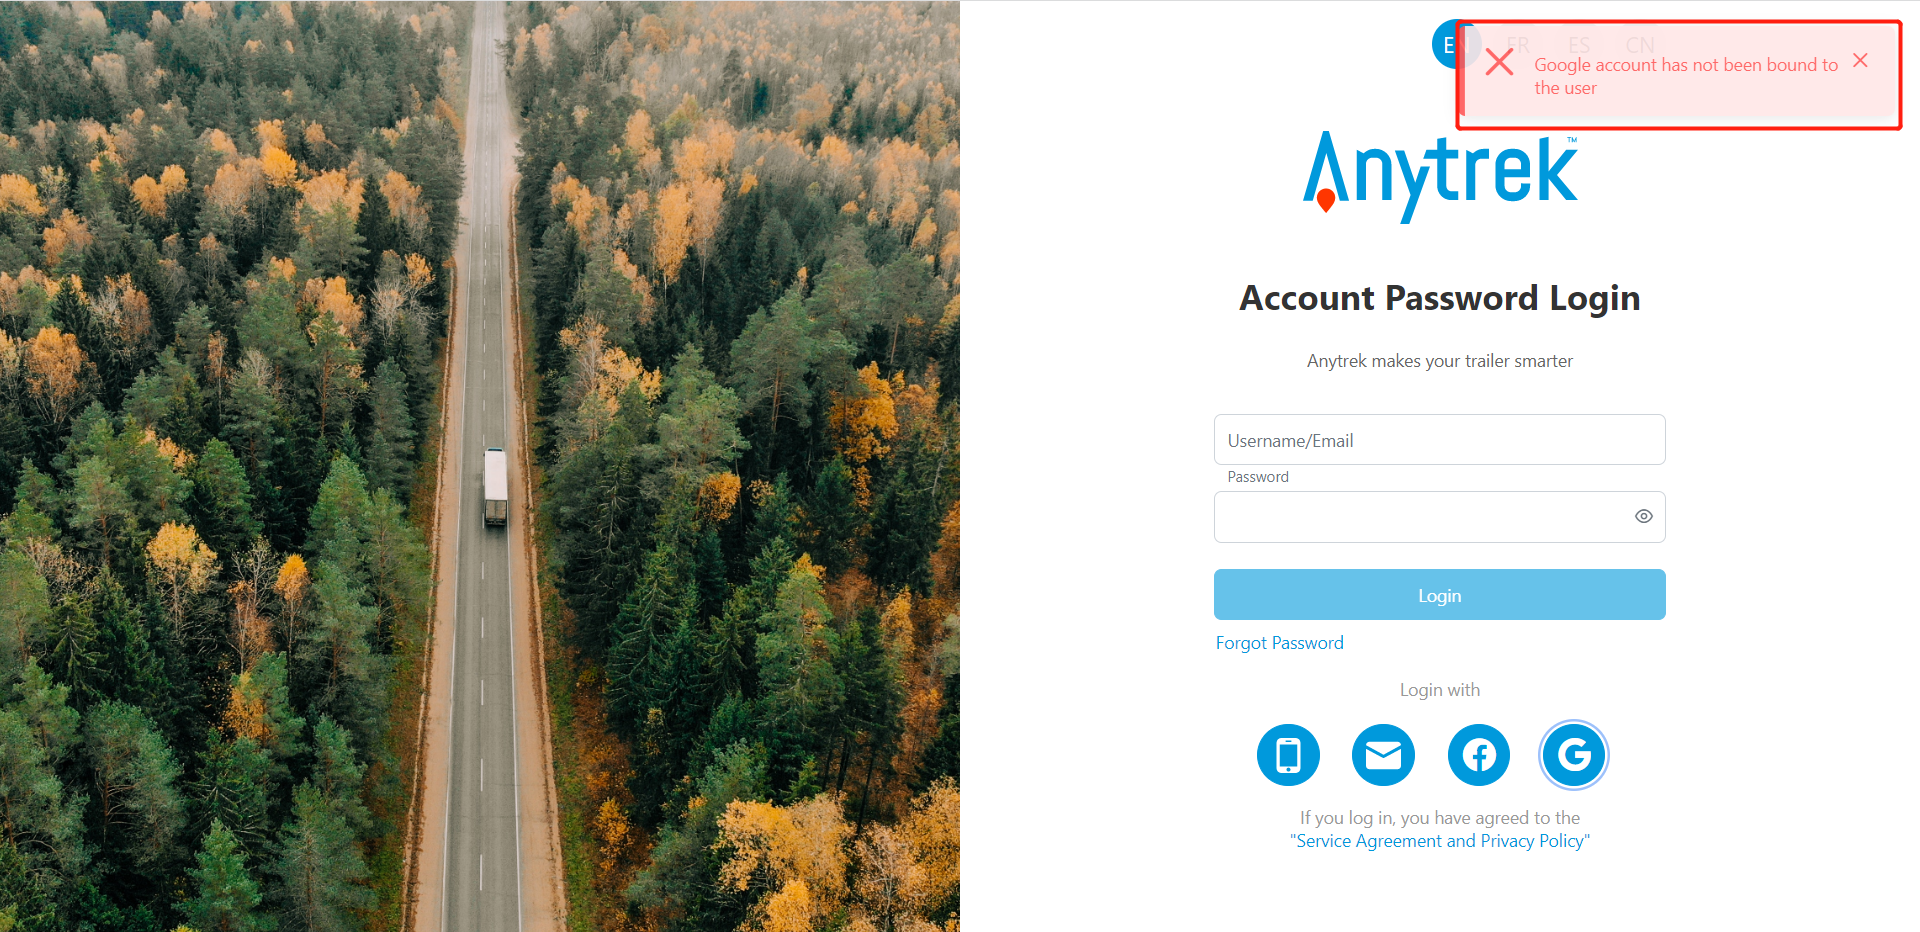 EN FR ES CN
Google account has not been bound to
the user
Anytrek™
Account Password Login
Anytrek makes your trailer smarter
Username/Email
Password
Login
Forgot Password
Login with
If you log in, you have agreed to the
"Service Agreement and Privacy Policy"